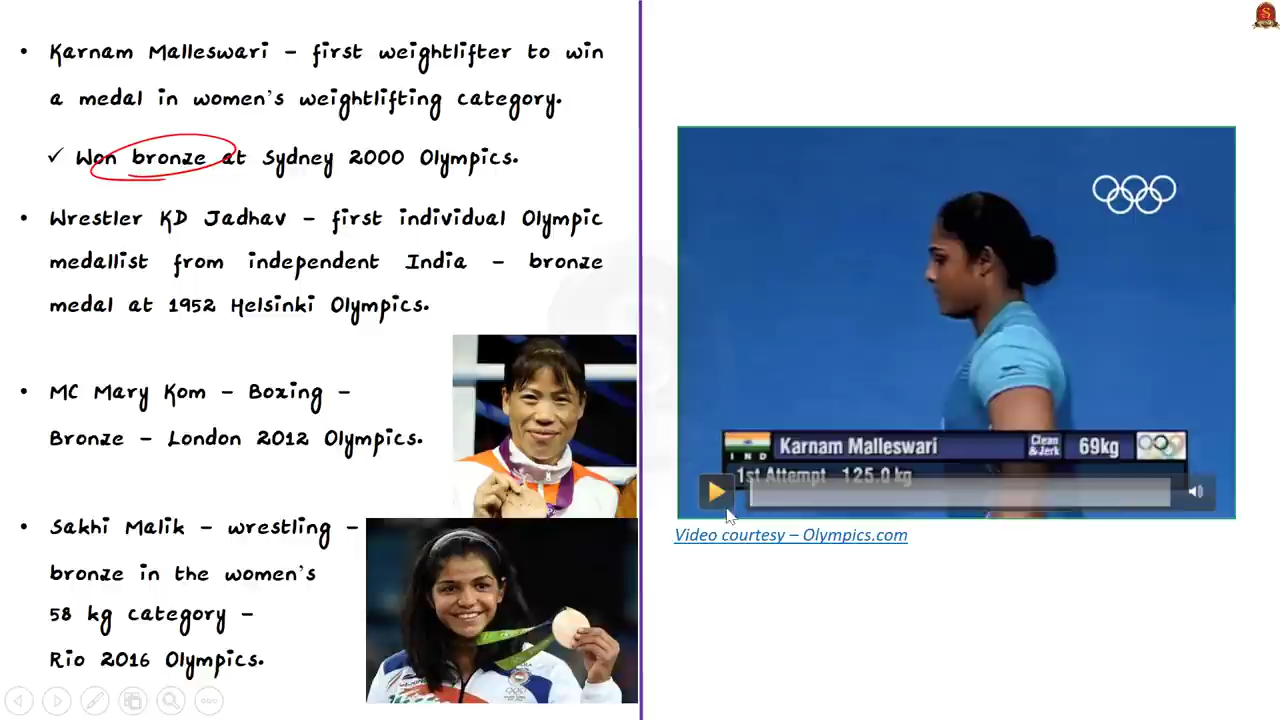 • Karnam Malleswari – first weightlifter to win
a medal in women's weightlifting category.
✓ Won bronze at Sydney 2000 Olympics.
• Wrestler KD Jadhav – first individual Olympic
medallist from independent India – bronze
medal at 1952 Helsinki Olympics.
• MC Mary Kom – Boxing –
Bronze – London 2012 Olympics.
• Sakhi Malik – wrestling –
bronze in the women's
58 kg category –
Rio 2016 Olympics.
IND Karnam Malleswari Clean & Jerk 69kg
1st Attempt 125.0 kg
Video courtesy – Olympics.com